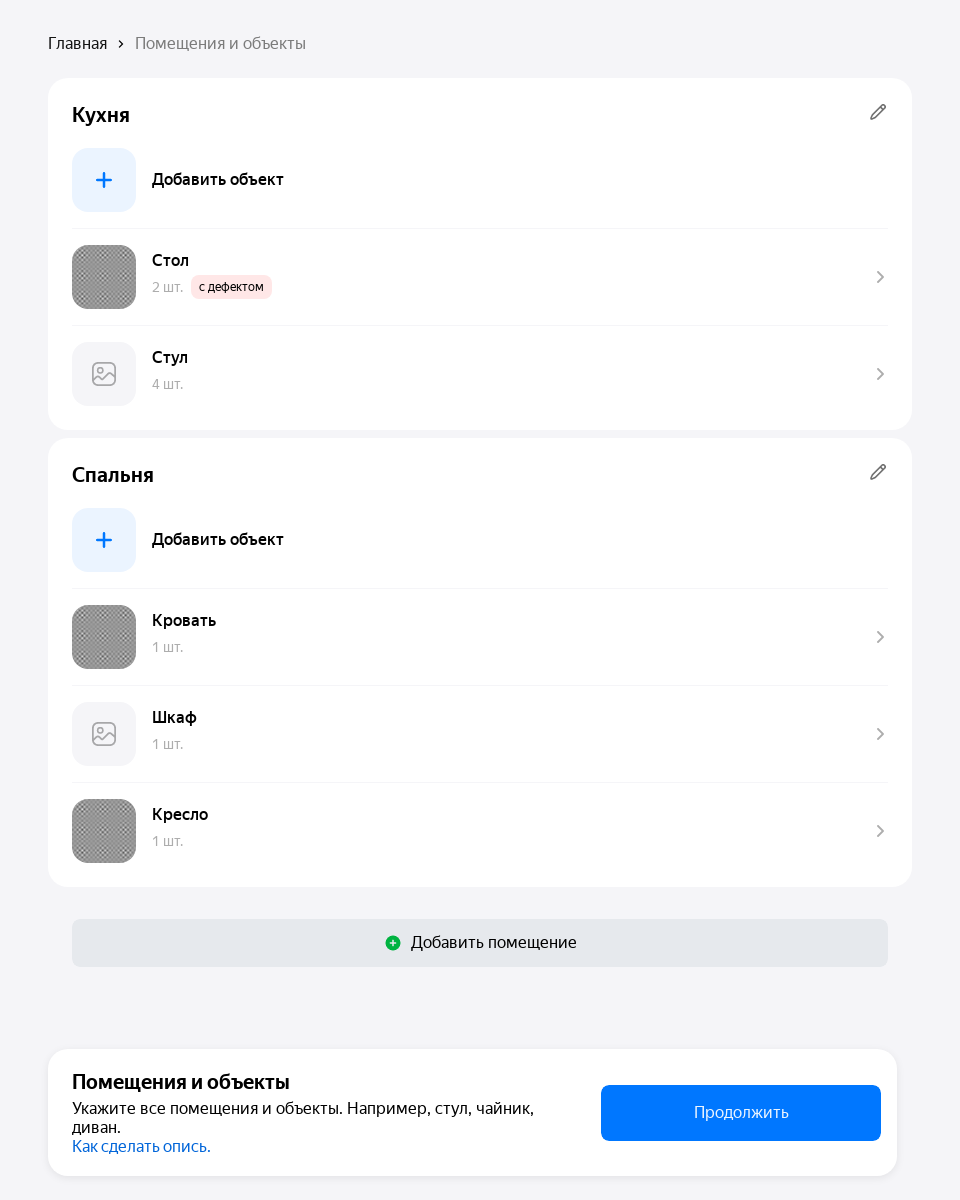 Главная > Помещения и объекты
Кухня
Добавить объект
Стол
2 шт. с дефектом
Стул
4 шт.
Спальня
Добавить объект
Кровать
1 шт.
Шкаф
1 шт.
Кресло
1 шт.
Добавить помещение
Помещения и объекты
Укажите все помещения и объекты. Например, стул, чайник,
диван.
Как сделать опись.
Продолжить